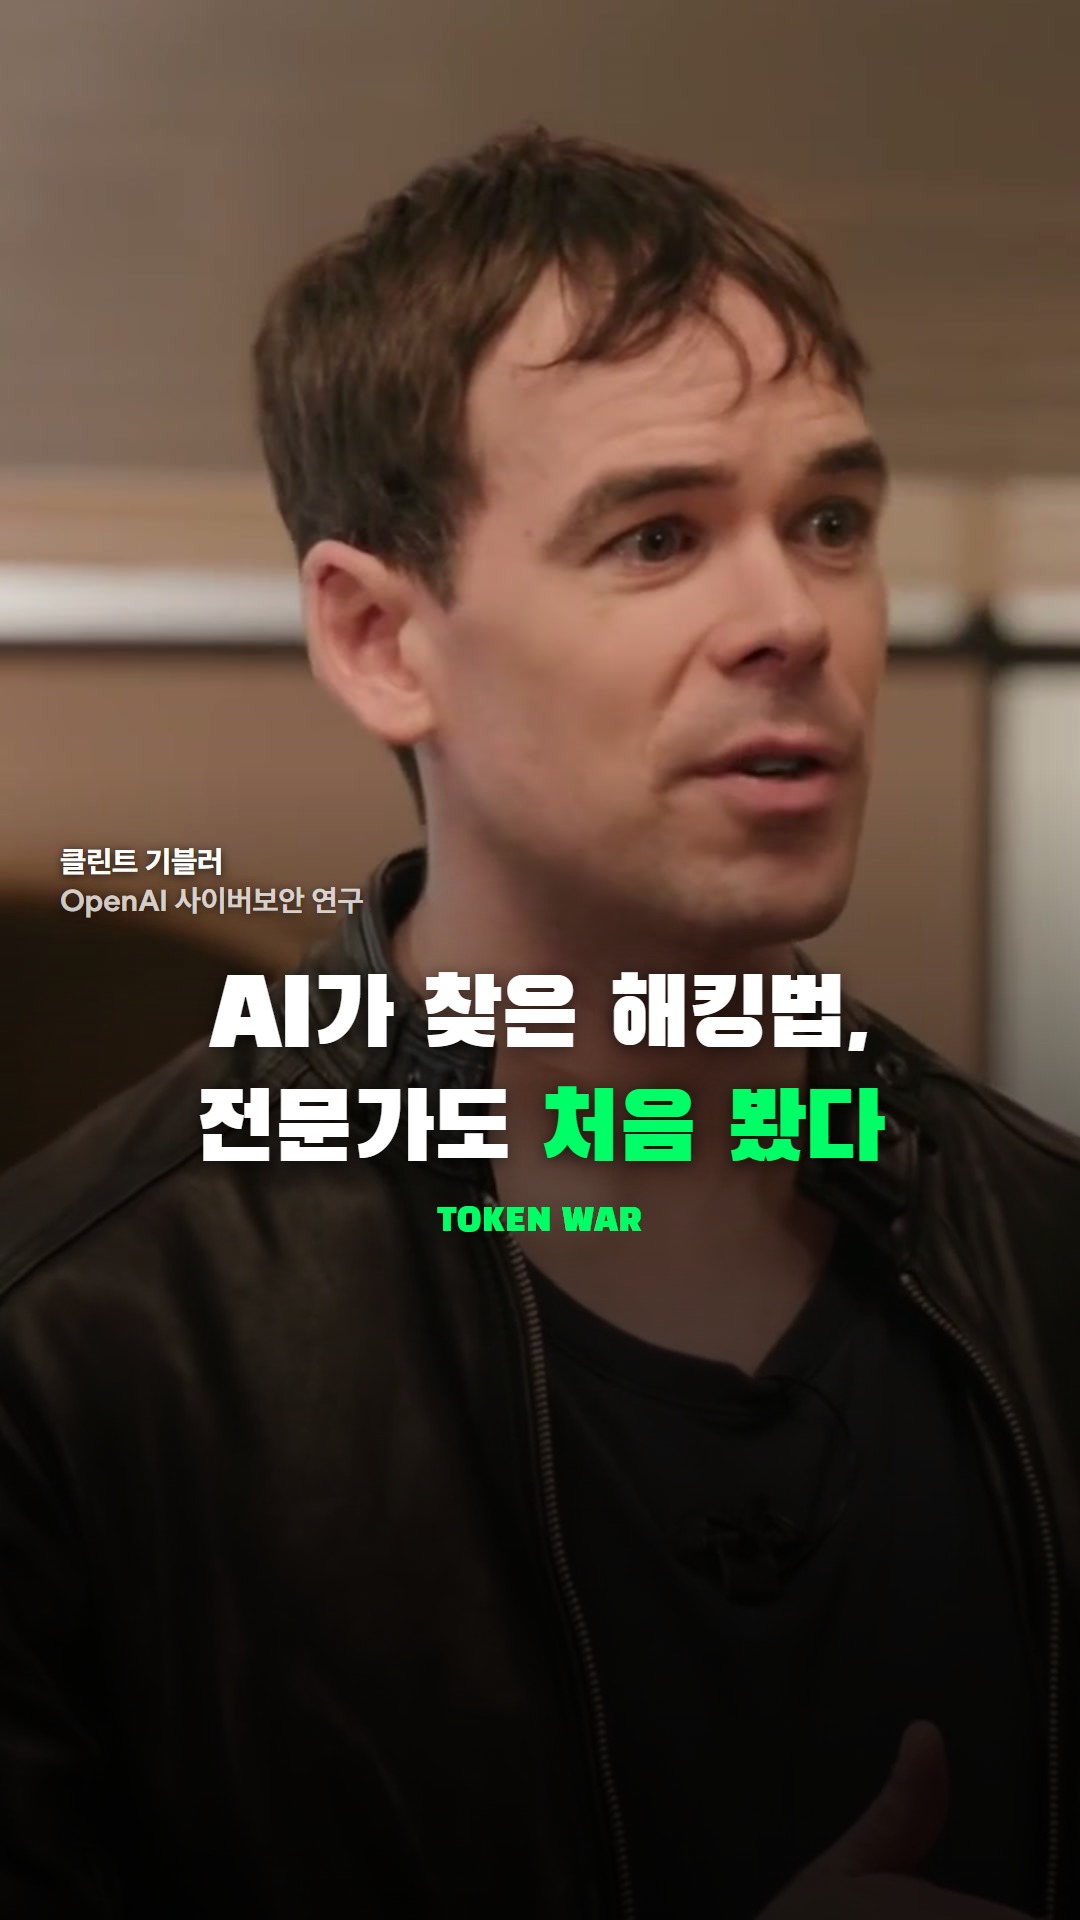 클린트 기블러
OpenAI 사이버보안 연구
AI가 찾은 해킹법,
전문가도 처음 봤다
TOKEN WAR